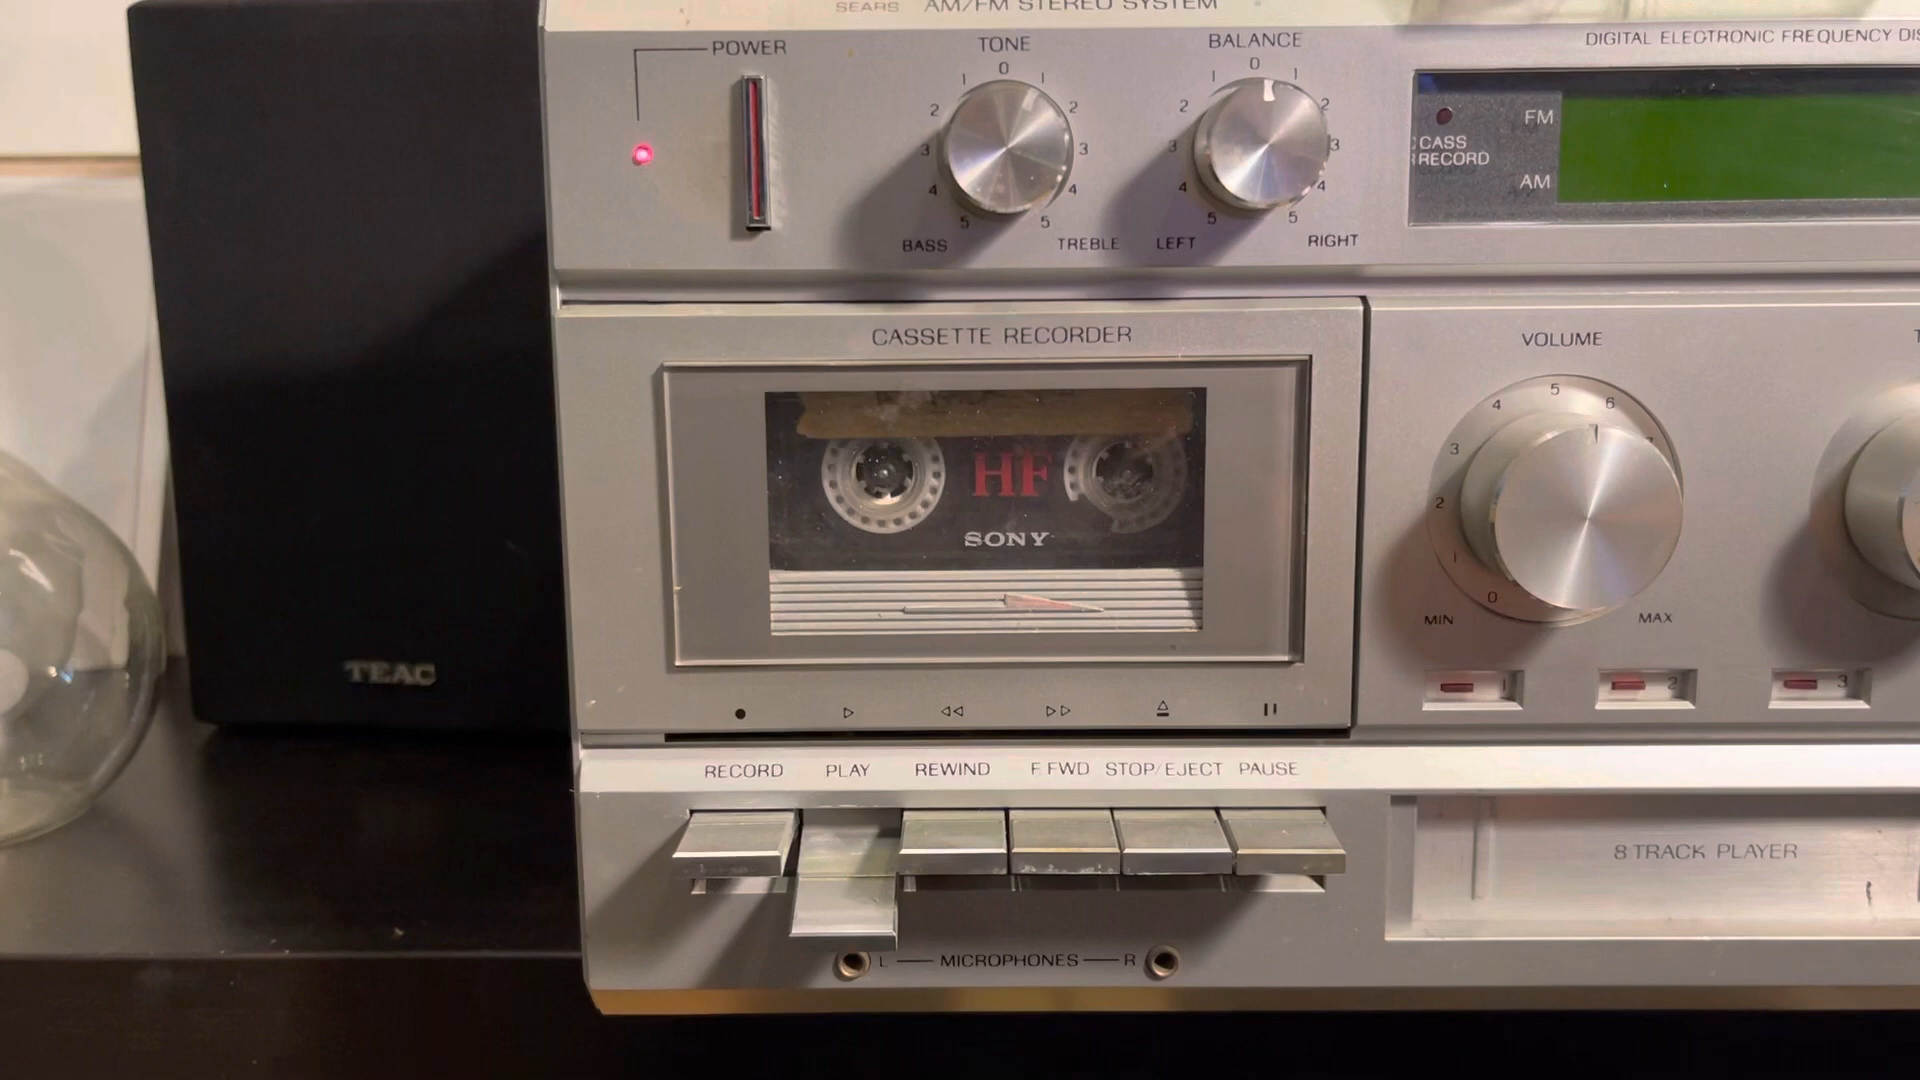 SEARS AM/FM STEREO SYSTEM
POWER
TONE
BALANCE
DIGITAL ELECTRONIC FREQUENCY
0
1 1
2 2
3 3
4 4
5 5
BASS TREBLE
0
1 1
2 2
3 3
4 4
5 5
LEFT RIGHT
CASS
RECORD
FM
AM
CASSETTE RECORDER
HF
SONY
VOLUME
5
4 6
3 7
2
1
0
MIN MAX
1 2 3
TEAC
RECORD PLAY REWIND F.FWD STOP/EJECT PAUSE
8 TRACK PLAYER
L MICROPHONES R